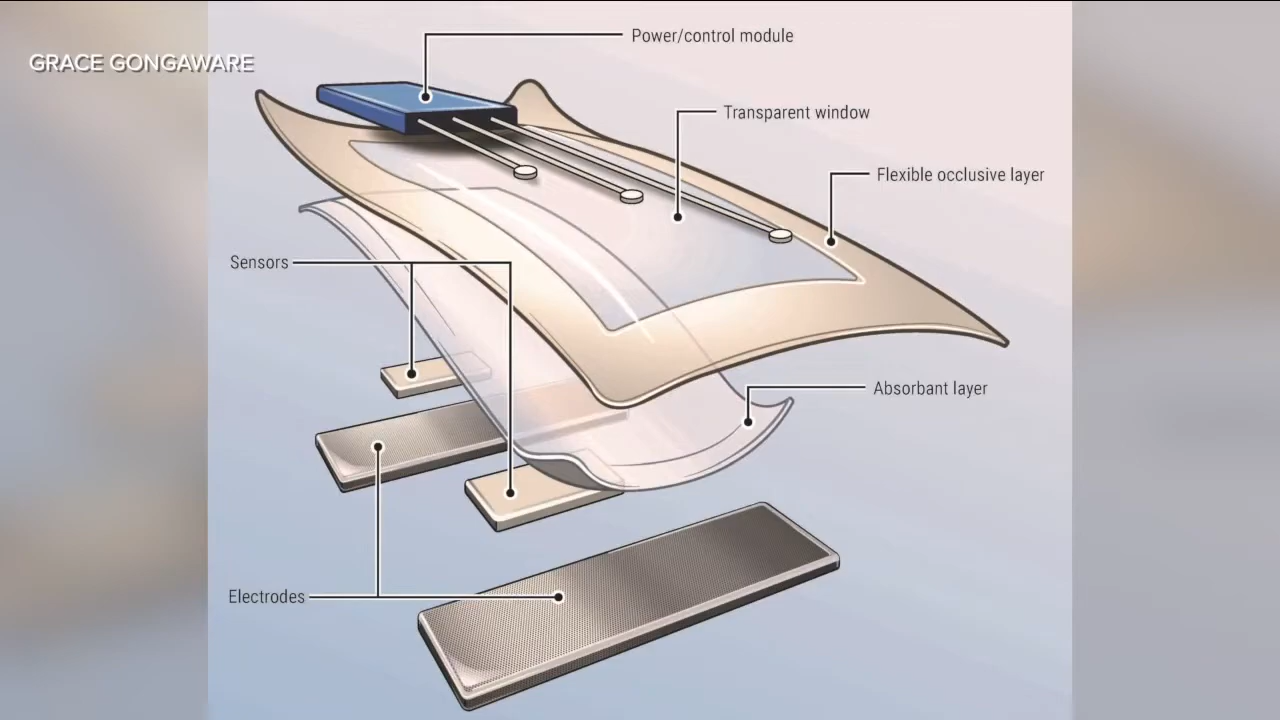 GRACE GONGAWARE
Power/control module
Transparent window
Flexible occlusive layer
Sensors
Absorbant layer
Electrodes